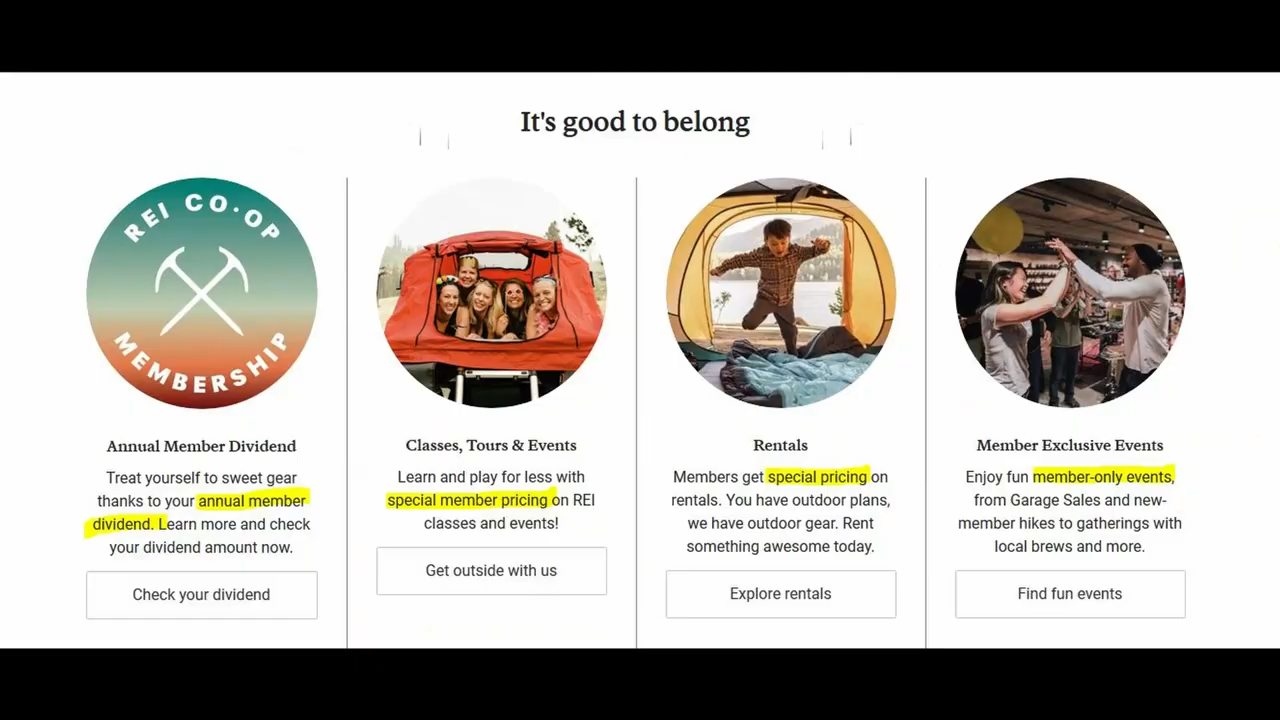 It's good to belong
REI CO·OP
MEMBERSHIP
Annual Member Dividend
Treat yourself to sweet gear
thanks to your annual member
dividend. Learn more and check
your dividend amount now.
Check your dividend
Classes, Tours & Events
Learn and play for less with
special member pricing on REI
classes and events!
Get outside with us
Rentals
Members get special pricing on
rentals. You have outdoor plans,
we have outdoor gear. Rent
something awesome today.
Explore rentals
Member Exclusive Events
Enjoy fun member-only events,
from Garage Sales and new-
member hikes to gatherings with
local brews and more.
Find fun events